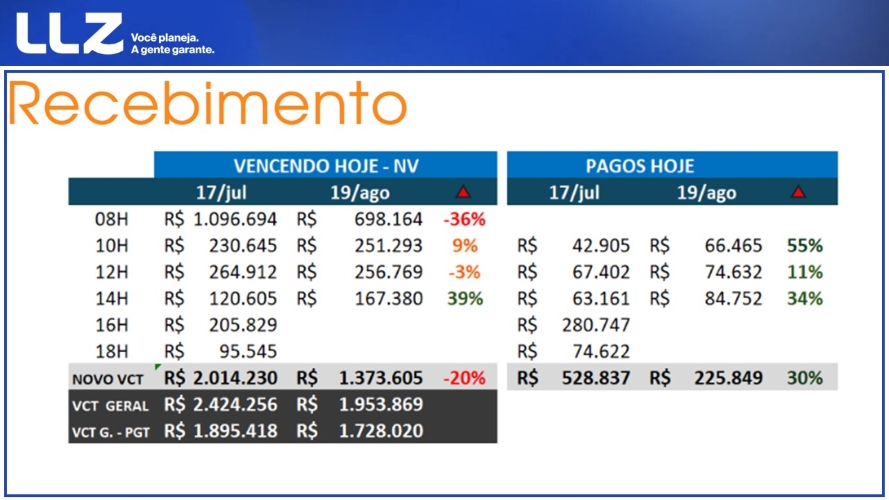 LLZ Você planeja.
A gente garante.
Recebimento
VENCENDO HOJE - NV PAGOS HOJE
17/jul 19/ago 17/jul 19/ago
08H R$ 1.096.694 R$ 698.164 -36%
10H R$ 230.645 R$ 251.293 9% R$ 42.905 R$ 66.465 55%
12H R$ 264.912 R$ 256.769 -3% R$ 67.402 R$ 74.632 11%
14H R$ 120.605 R$ 167.380 39% R$ 63.161 R$ 84.752 34%
16H R$ 205.829 R$ 280.747
18H R$ 95.545 R$ 74.622
NOVO VCT R$ 2.014.230 R$ 1.373.605 -20% R$ 528.837 R$ 225.849 30%
VCT GERAL R$ 2.424.256 R$ 1.953.869
VCT G. - PGT R$ 1.895.418 R$ 1.728.020